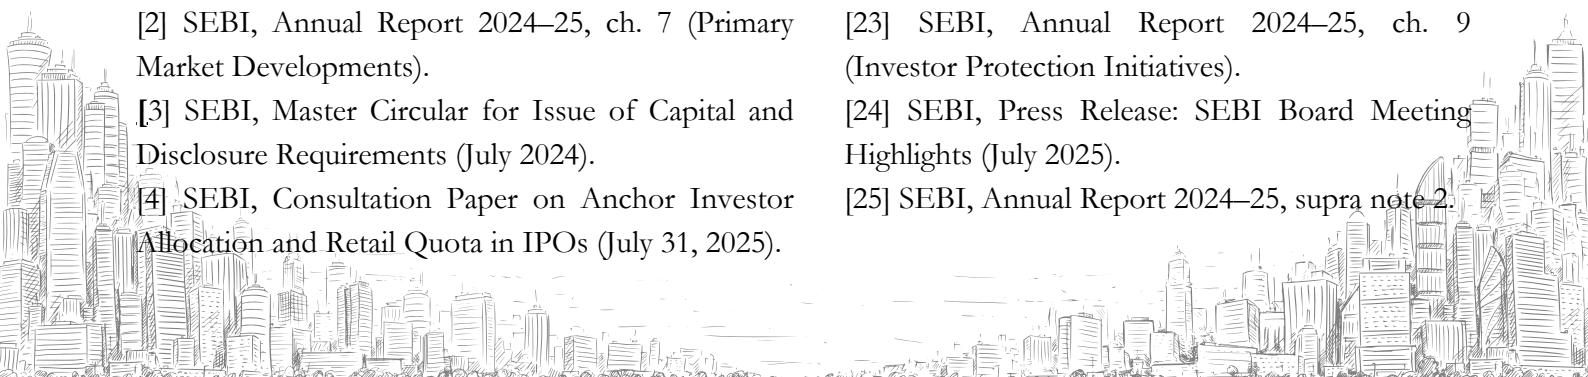 [2] SEBI, Annual Report 2024–25, ch. 7 (Primary
Market Developments).
[3] SEBI, Master Circular for Issue of Capital and
Disclosure Requirements (July 2024).
[4] SEBI, Consultation Paper on Anchor Investor
Allocation and Retail Quota in IPOs (July 31, 2025).
[23] SEBI, Annual Report 2024–25, ch. 9
(Investor Protection Initiatives).
[24] SEBI, Press Release: SEBI Board Meeting
Highlights (July 2025).
[25] SEBI, Annual Report 2024–25, supra note 2.